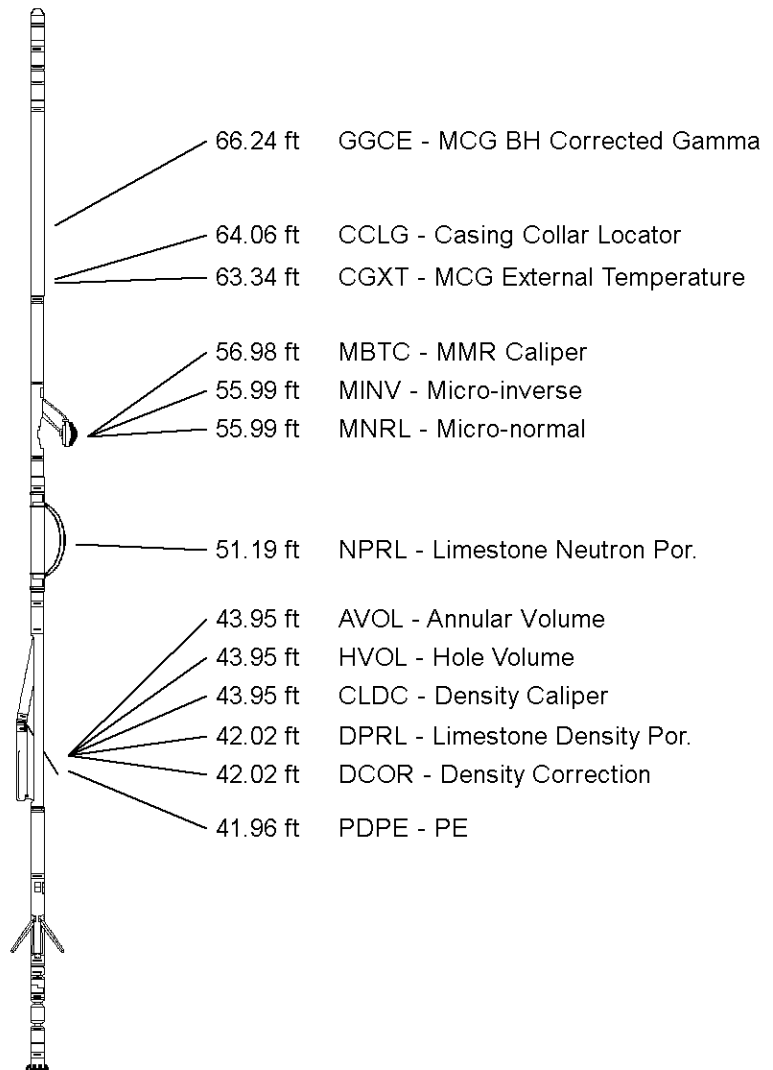 66.24 ft GGCE - MCG BH Corrected Gamma
64.06 ft CCLG - Casing Collar Locator
63.34 ft CGXT - MCG External Temperature
56.98 ft MBTC - MMR Caliper
55.99 ft MINV - Micro-inverse
55.99 ft MNRL - Micro-normal
51.19 ft NPRL - Limestone Neutron Por.
43.95 ft AVOL - Annular Volume
43.95 ft HVOL - Hole Volume
43.95 ft CLDC - Density Caliper
42.02 ft DPRL - Limestone Density Por.
42.02 ft DCOR - Density Correction
41.96 ft PDPE - PE